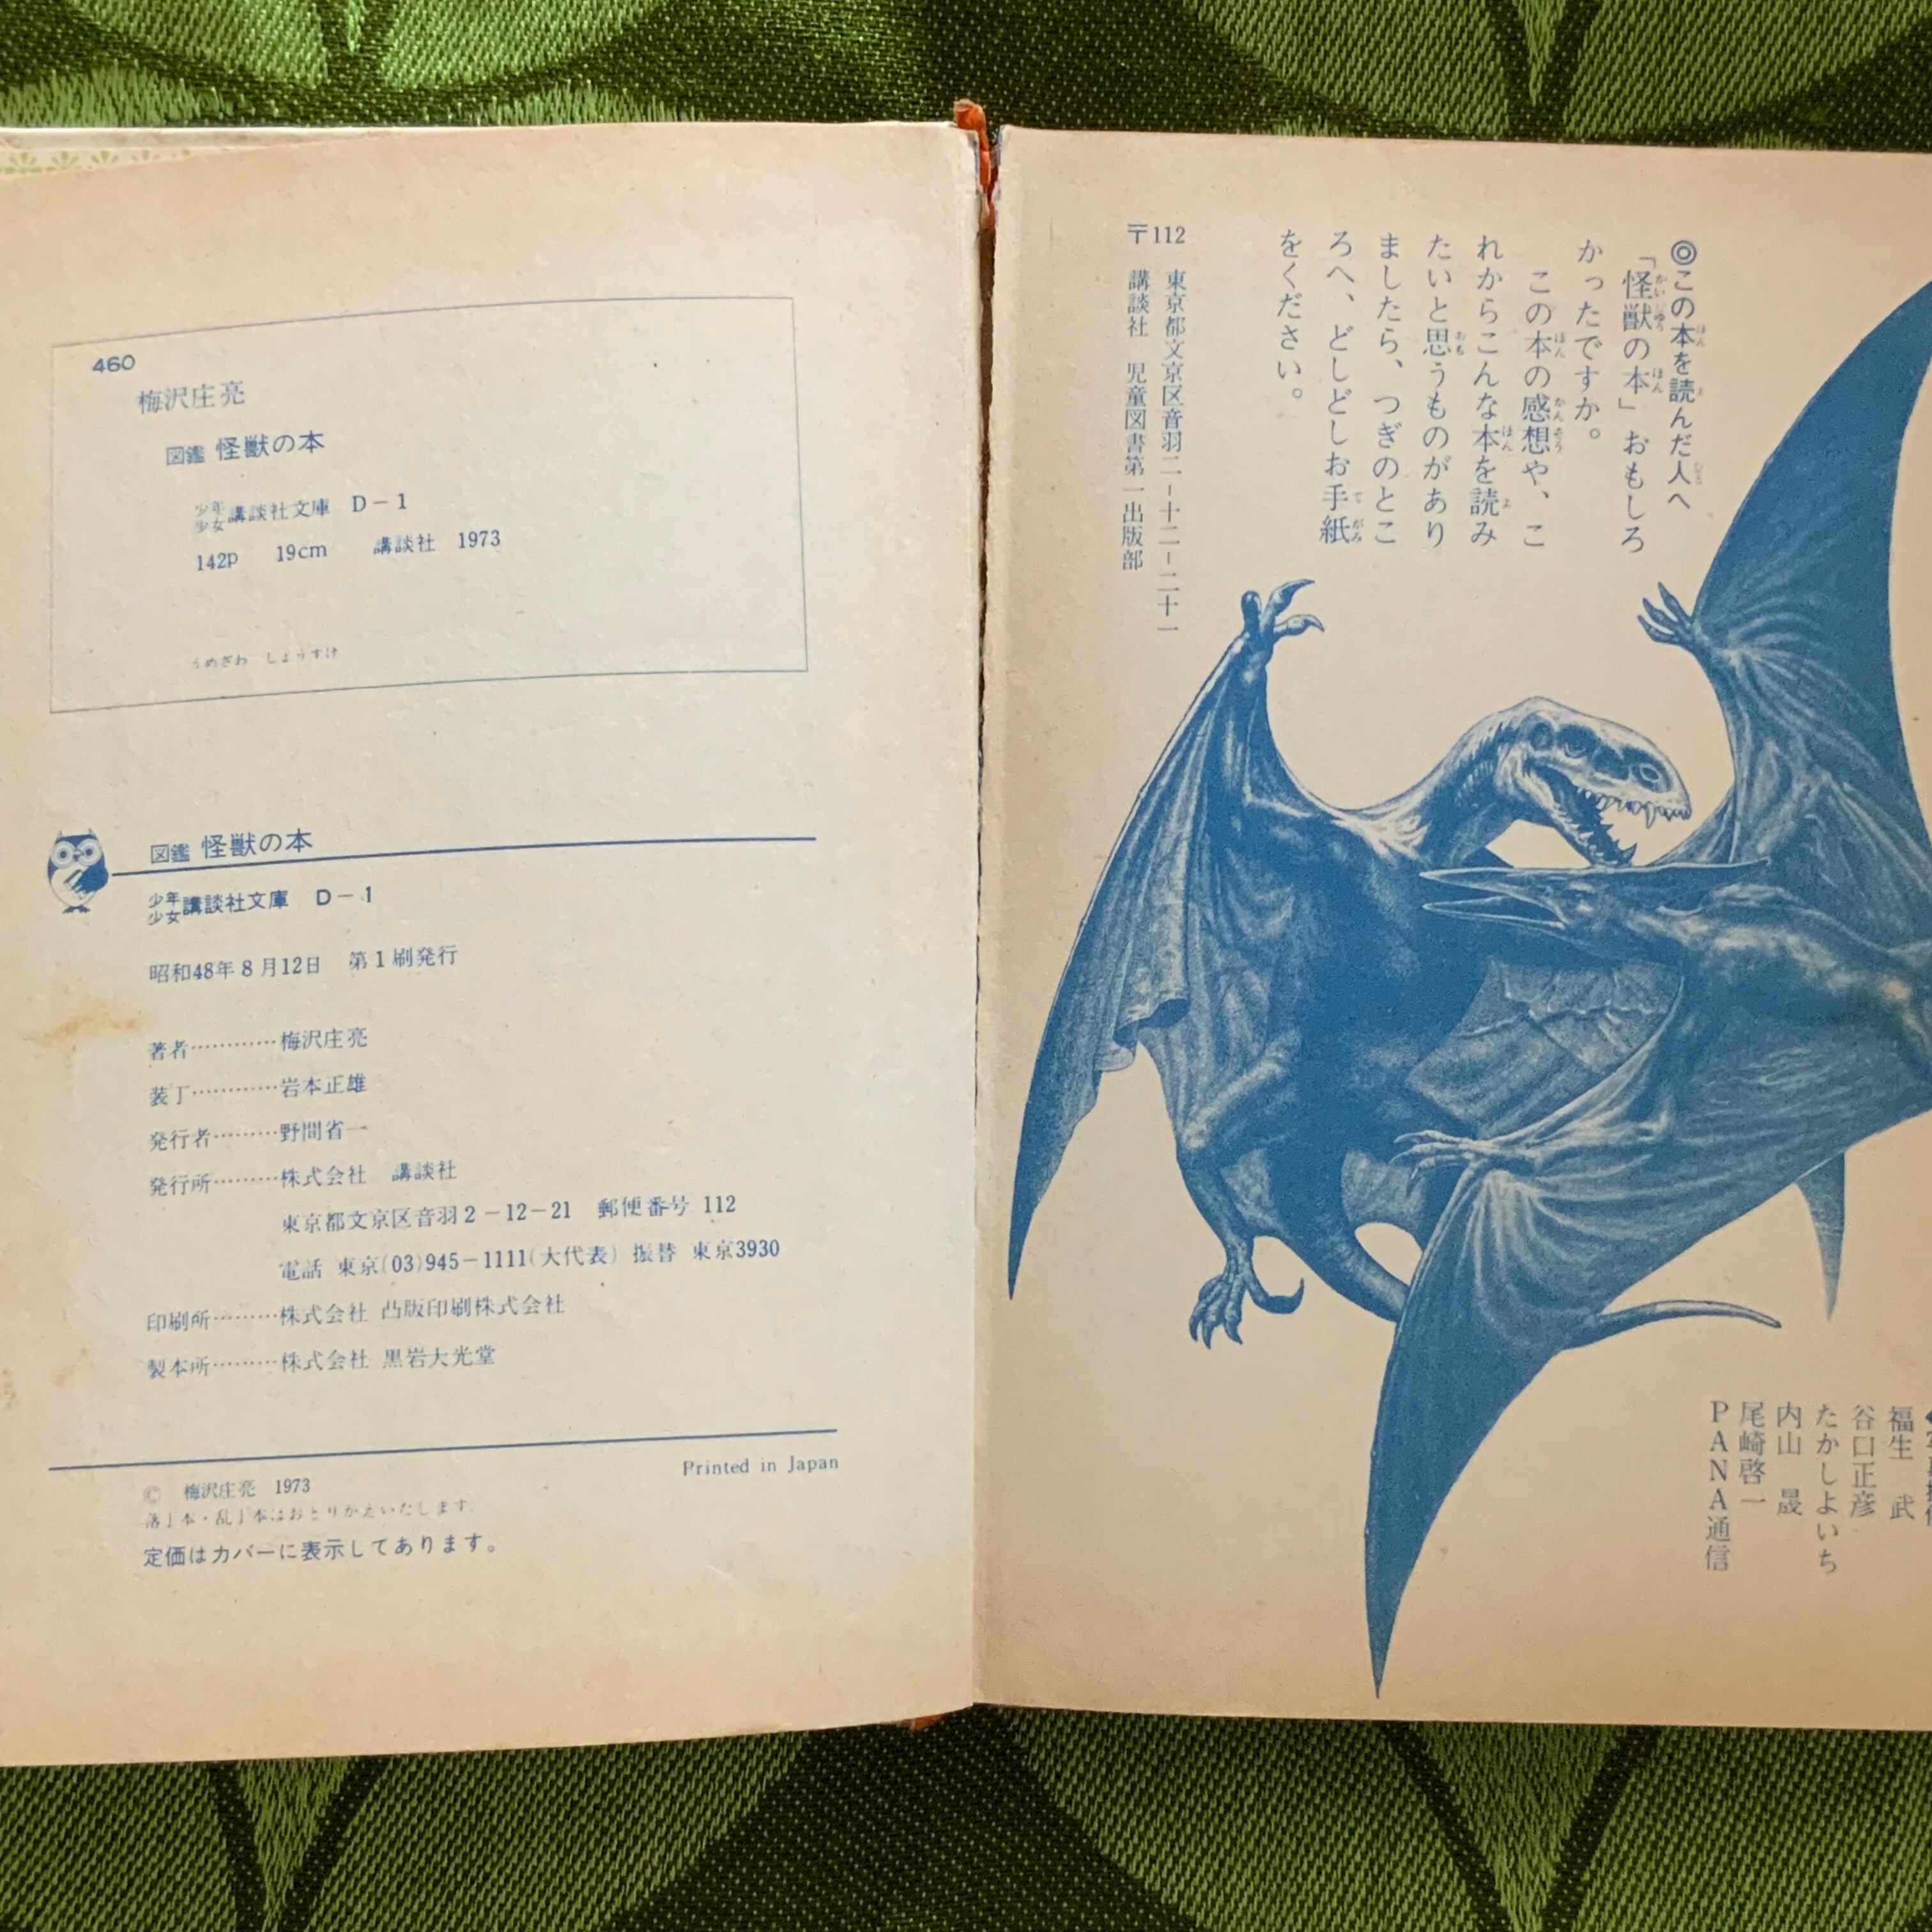 ◎この本を読んだ人へ
「怪獣の本」おもしろ
かったですか。
この本の感想や、こ
れからこんな本を読み
たいと思うものがあり
ましたら、つぎのとこ
ろへ、どしどしお手紙
をください。
〒112
東京都文京区音羽二－十二－二十一
講談社 児童図書第一出版部
福生 武
谷口正彦
たかしよいち
内山 晟
尾崎啓一
PANA通信
460
梅沢庄亮
図鑑 怪獣の本
少年少女講談社文庫 D－1
142p 19cm 講談社 1973
うめざわ しょうすけ
図鑑 怪獣の本
少年少女講談社文庫 D－1
昭和48年8月12日 第1刷発行
著者…………梅沢庄亮
装丁…………岩本正雄
発行者………野間省一
発行所………株式会社 講談社
東京都文京区音羽2－12－21 郵便番号 112
電話 東京(03)945－1111(大代表) 振替 東京3930
印刷所………株式会社 凸版印刷株式会社
製本所………株式会社 黒岩大光堂
© 梅沢庄亮 1973
Printed in Japan
落丁本・乱丁本はおとりかえいたします。
定価はカバーに表示してあります。